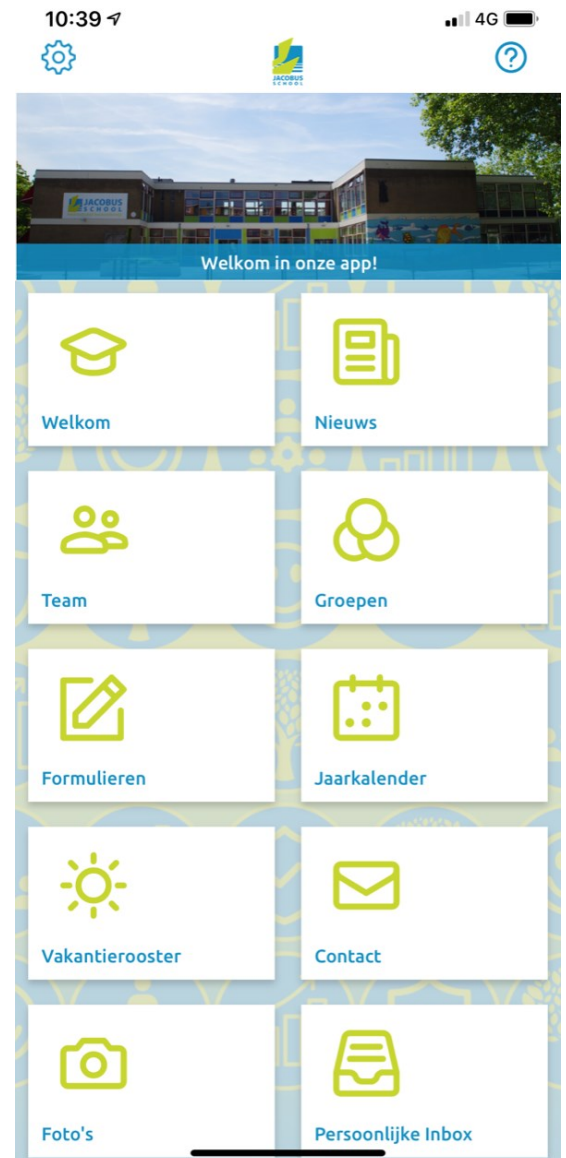 10:39
4G
JACOBUS
SCHOOL
JACOBUS
SCHOOL
Welkom in onze app!
Welkom
Nieuws
Team
Groepen
Formulieren
Jaarkalender
Vakantierooster
Contact
Foto's
Persoonlijke Inbox